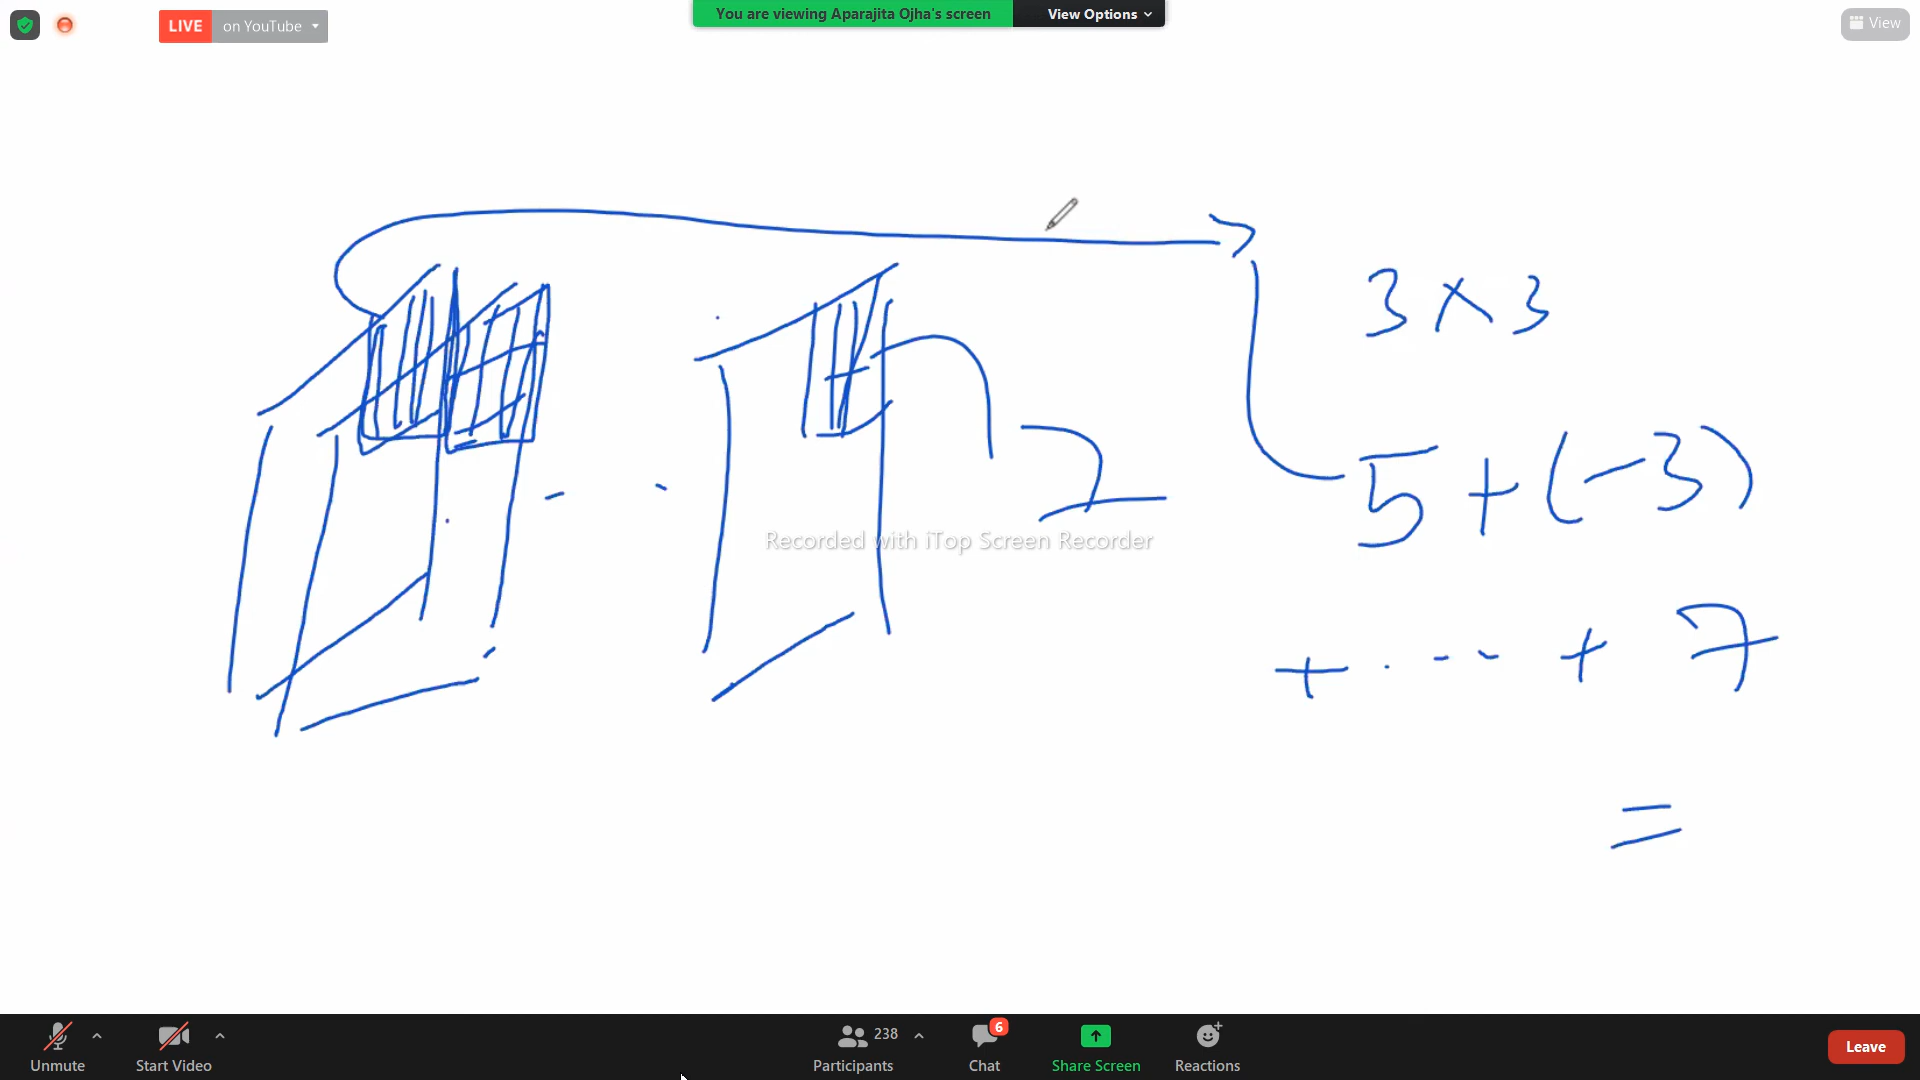 LIVE on YouTube
You are viewing Aparajita Ojha's screen View Options
View
3 × 3
5 + (-3)
+ · - - + 7
=
2
Recorded with iTop Screen Recorder
Unmute
Start Video
238
Participants
6
Chat
Share Screen
Reactions
Leave